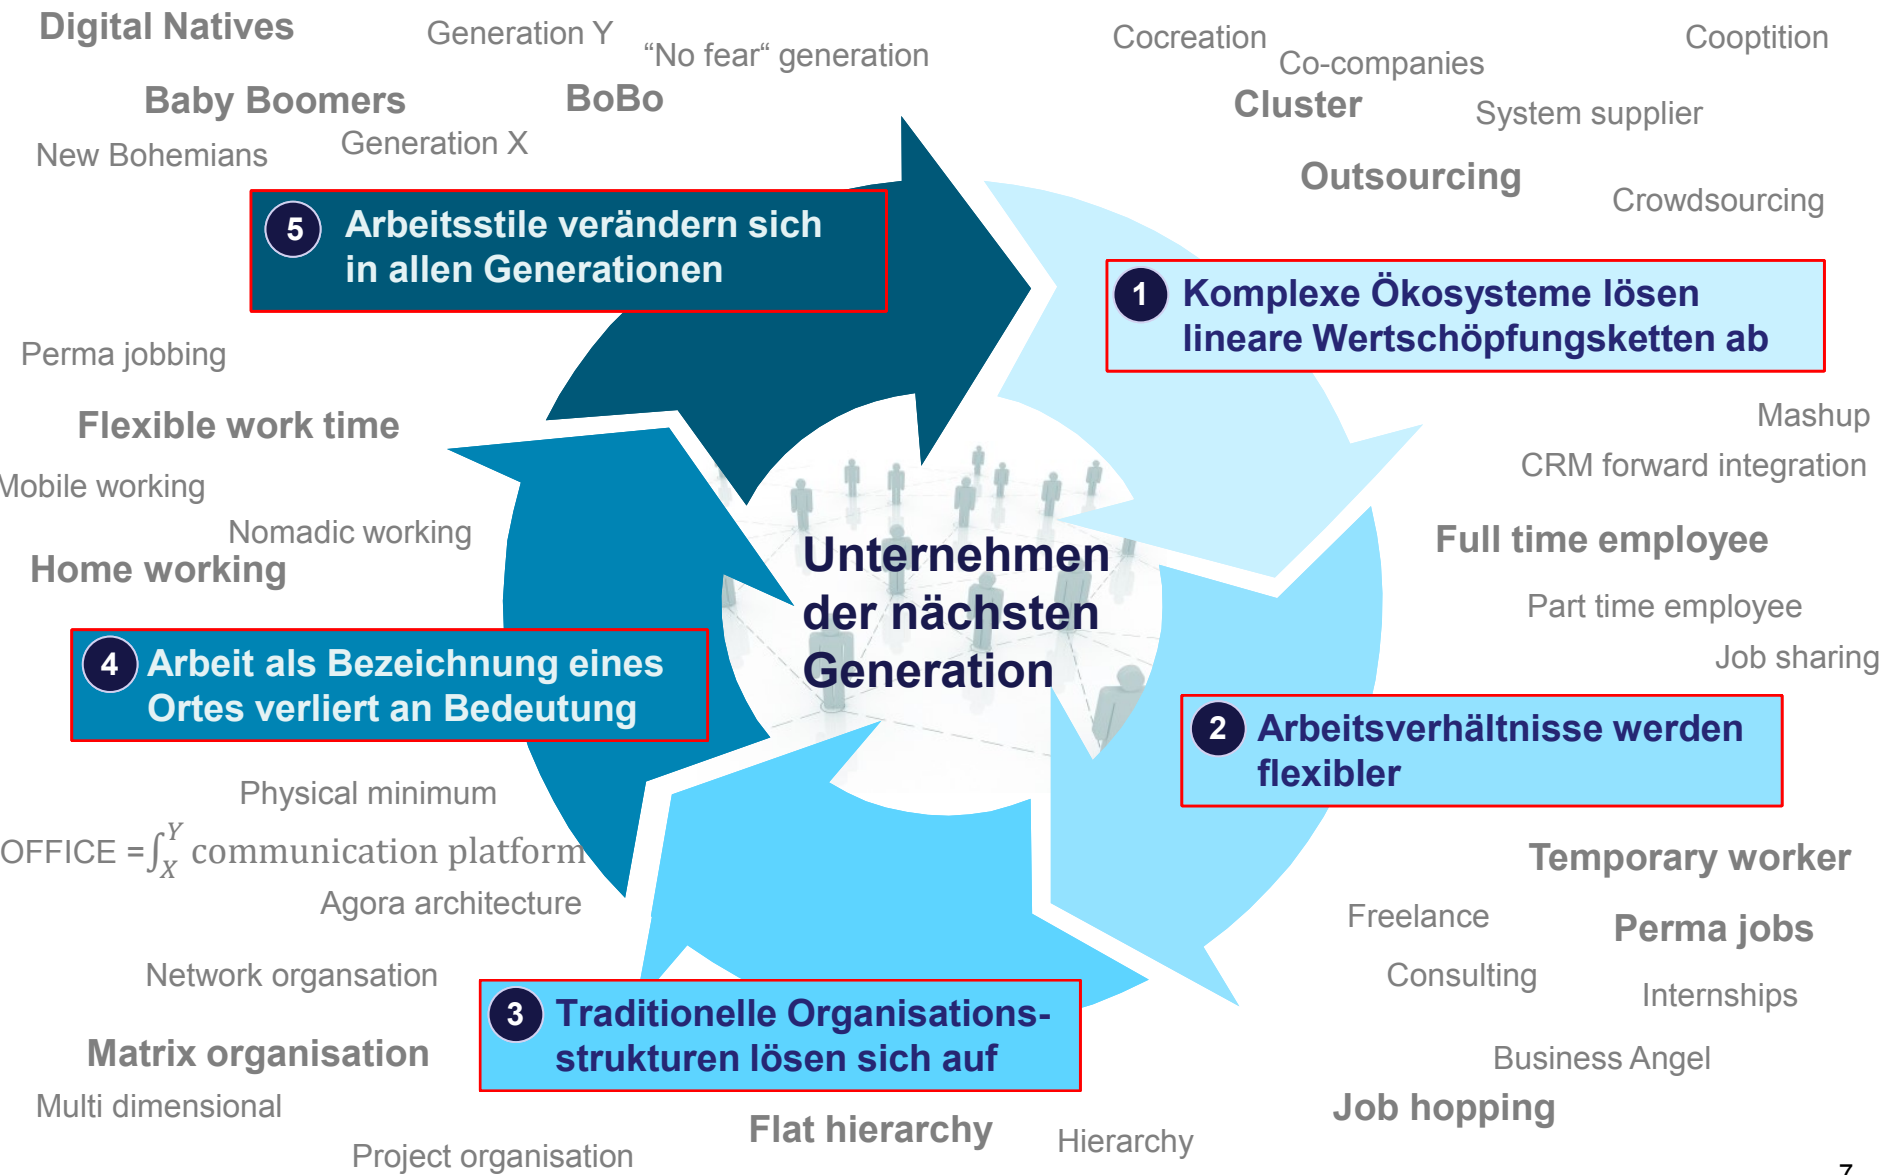 Digital Natives
Generation Y
“No fear“ generation
Baby Boomers
BoBo
New Bohemians
Generation X
Cocreation
Co-companies
Cooptition
Cluster
System supplier
Outsourcing
Crowdsourcing
5 Arbeitsstile verändern sich
in allen Generationen
1 Komplexe Ökosysteme lösen
lineare Wertschöpfungsketten ab
Perma jobbing
Flexible work time
Mobile working
Nomadic working
Home working
Mashup
CRM forward integration
Full time employee
Part time employee
Job sharing
Unternehmen
der nächsten
Generation
4 Arbeit als Bezeichnung eines
Ortes verliert an Bedeutung
2 Arbeitsverhältnisse werden
flexibler
Physical minimum
OFFICE =∫_X^Y communication platform
Agora architecture
Temporary worker
Freelance
Perma jobs
Consulting
Internships
Business Angel
Job hopping
Network organsation
3 Traditionelle Organisations-
strukturen lösen sich auf
Matrix organisation
Multi dimensional
Project organisation
Flat hierarchy
Hierarchy
7